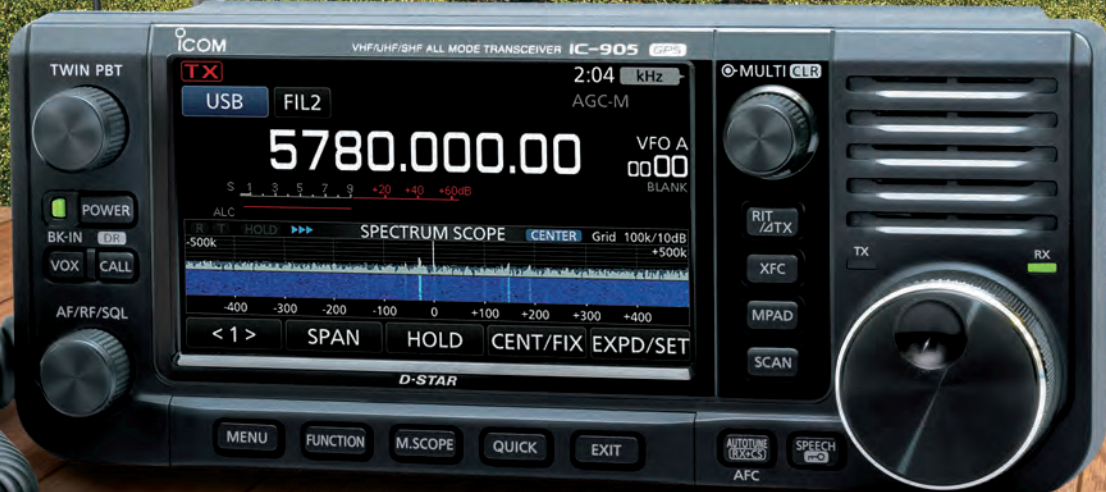 ICOM
VHF/UHF/SHF ALL MODE TRANSCEIVER IC-905 GPS
TWIN PBT
TX
2:04 kHz
USB FIL2
AGC-M
5780.000.00
VFO A
00 00
BLANK
S 1 3 5 7 9 +20 +40 +60dB
ALC
R T HOLD SPECTRUM SCOPE CENTER Grid 100k/10dB
-500k +500k
-400 -300 -200 -100 0 +100 +200 +300 +400
<1> SPAN HOLD CENT/FIX EXPD/SET
D-STAR
POWER
BK-IN DR
VOX CALL
AF/RF/SQL
MULTI CLR
RIT
/⊿TX
XFC
MPAD
SCAN
TX RX
MENU FUNCTION M.SCOPE QUICK EXIT
AUTOTUNE
(RX→CS)
AFC
SPEECH